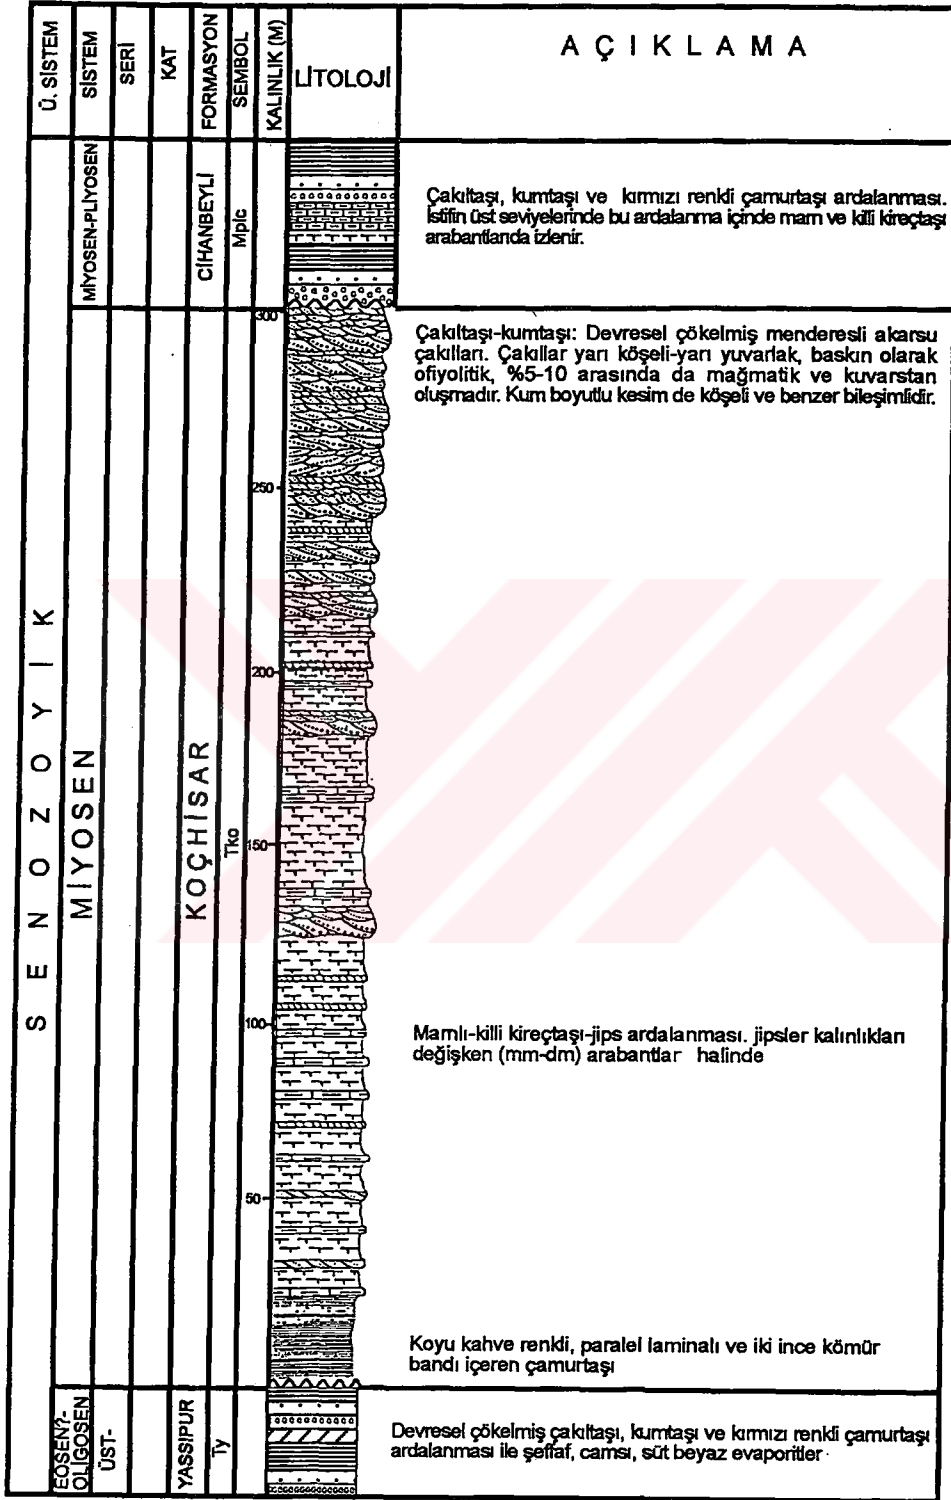 Ü. SİSTEM
SİSTEM
SERİ
KAT
FORMASYON
SEMBOL
KALINLIK (M)
LİTOLOJİ
AÇIKLAMA
SENOZOYİK
MİYOSEN-PLİYOSEN
CİHANBEYLİ
Mplc
Çakıltaşı, kumtaşı ve kırmızı renkli çamurtaşı ardalanması.
İstifin üst seviyelerinde bu ardalanma içinde marn ve killi kireçtaşı
arabantlarıda izlenir.
MİYOSEN
KOÇHİSAR
Tko
300
250
200
150
100
50
Çakıltaşı-kumtaşı: Devresel çökelmiş menderesli akarsu
çakılları. Çakıllar yarı köşeli-yarı yuvarlak, baskın olarak
ofiyolitik, %5-10 arasında da mağmatik ve kuvarstan
oluşmadır. Kum boyutlu kesim de köşeli ve benzer bileşimlidir.
Marnlı-killi kireçtaşı-jips ardalanması. jipsler kalınlıkları
değişken (mm-dm) arabantlar halinde
Koyu kahve renkli, paralel laminalı ve iki ince kömür
bandı içeren çamurtaşı
EOSEN?-
OLİGOSEN
ÜST-
YASSIPUR
Ty
Devresel çökelmiş çakıltaşı, kumtaşı ve kırmızı renkli çamurtaşı
ardalanması ile şeffaf, camsı, süt beyaz evaporitler